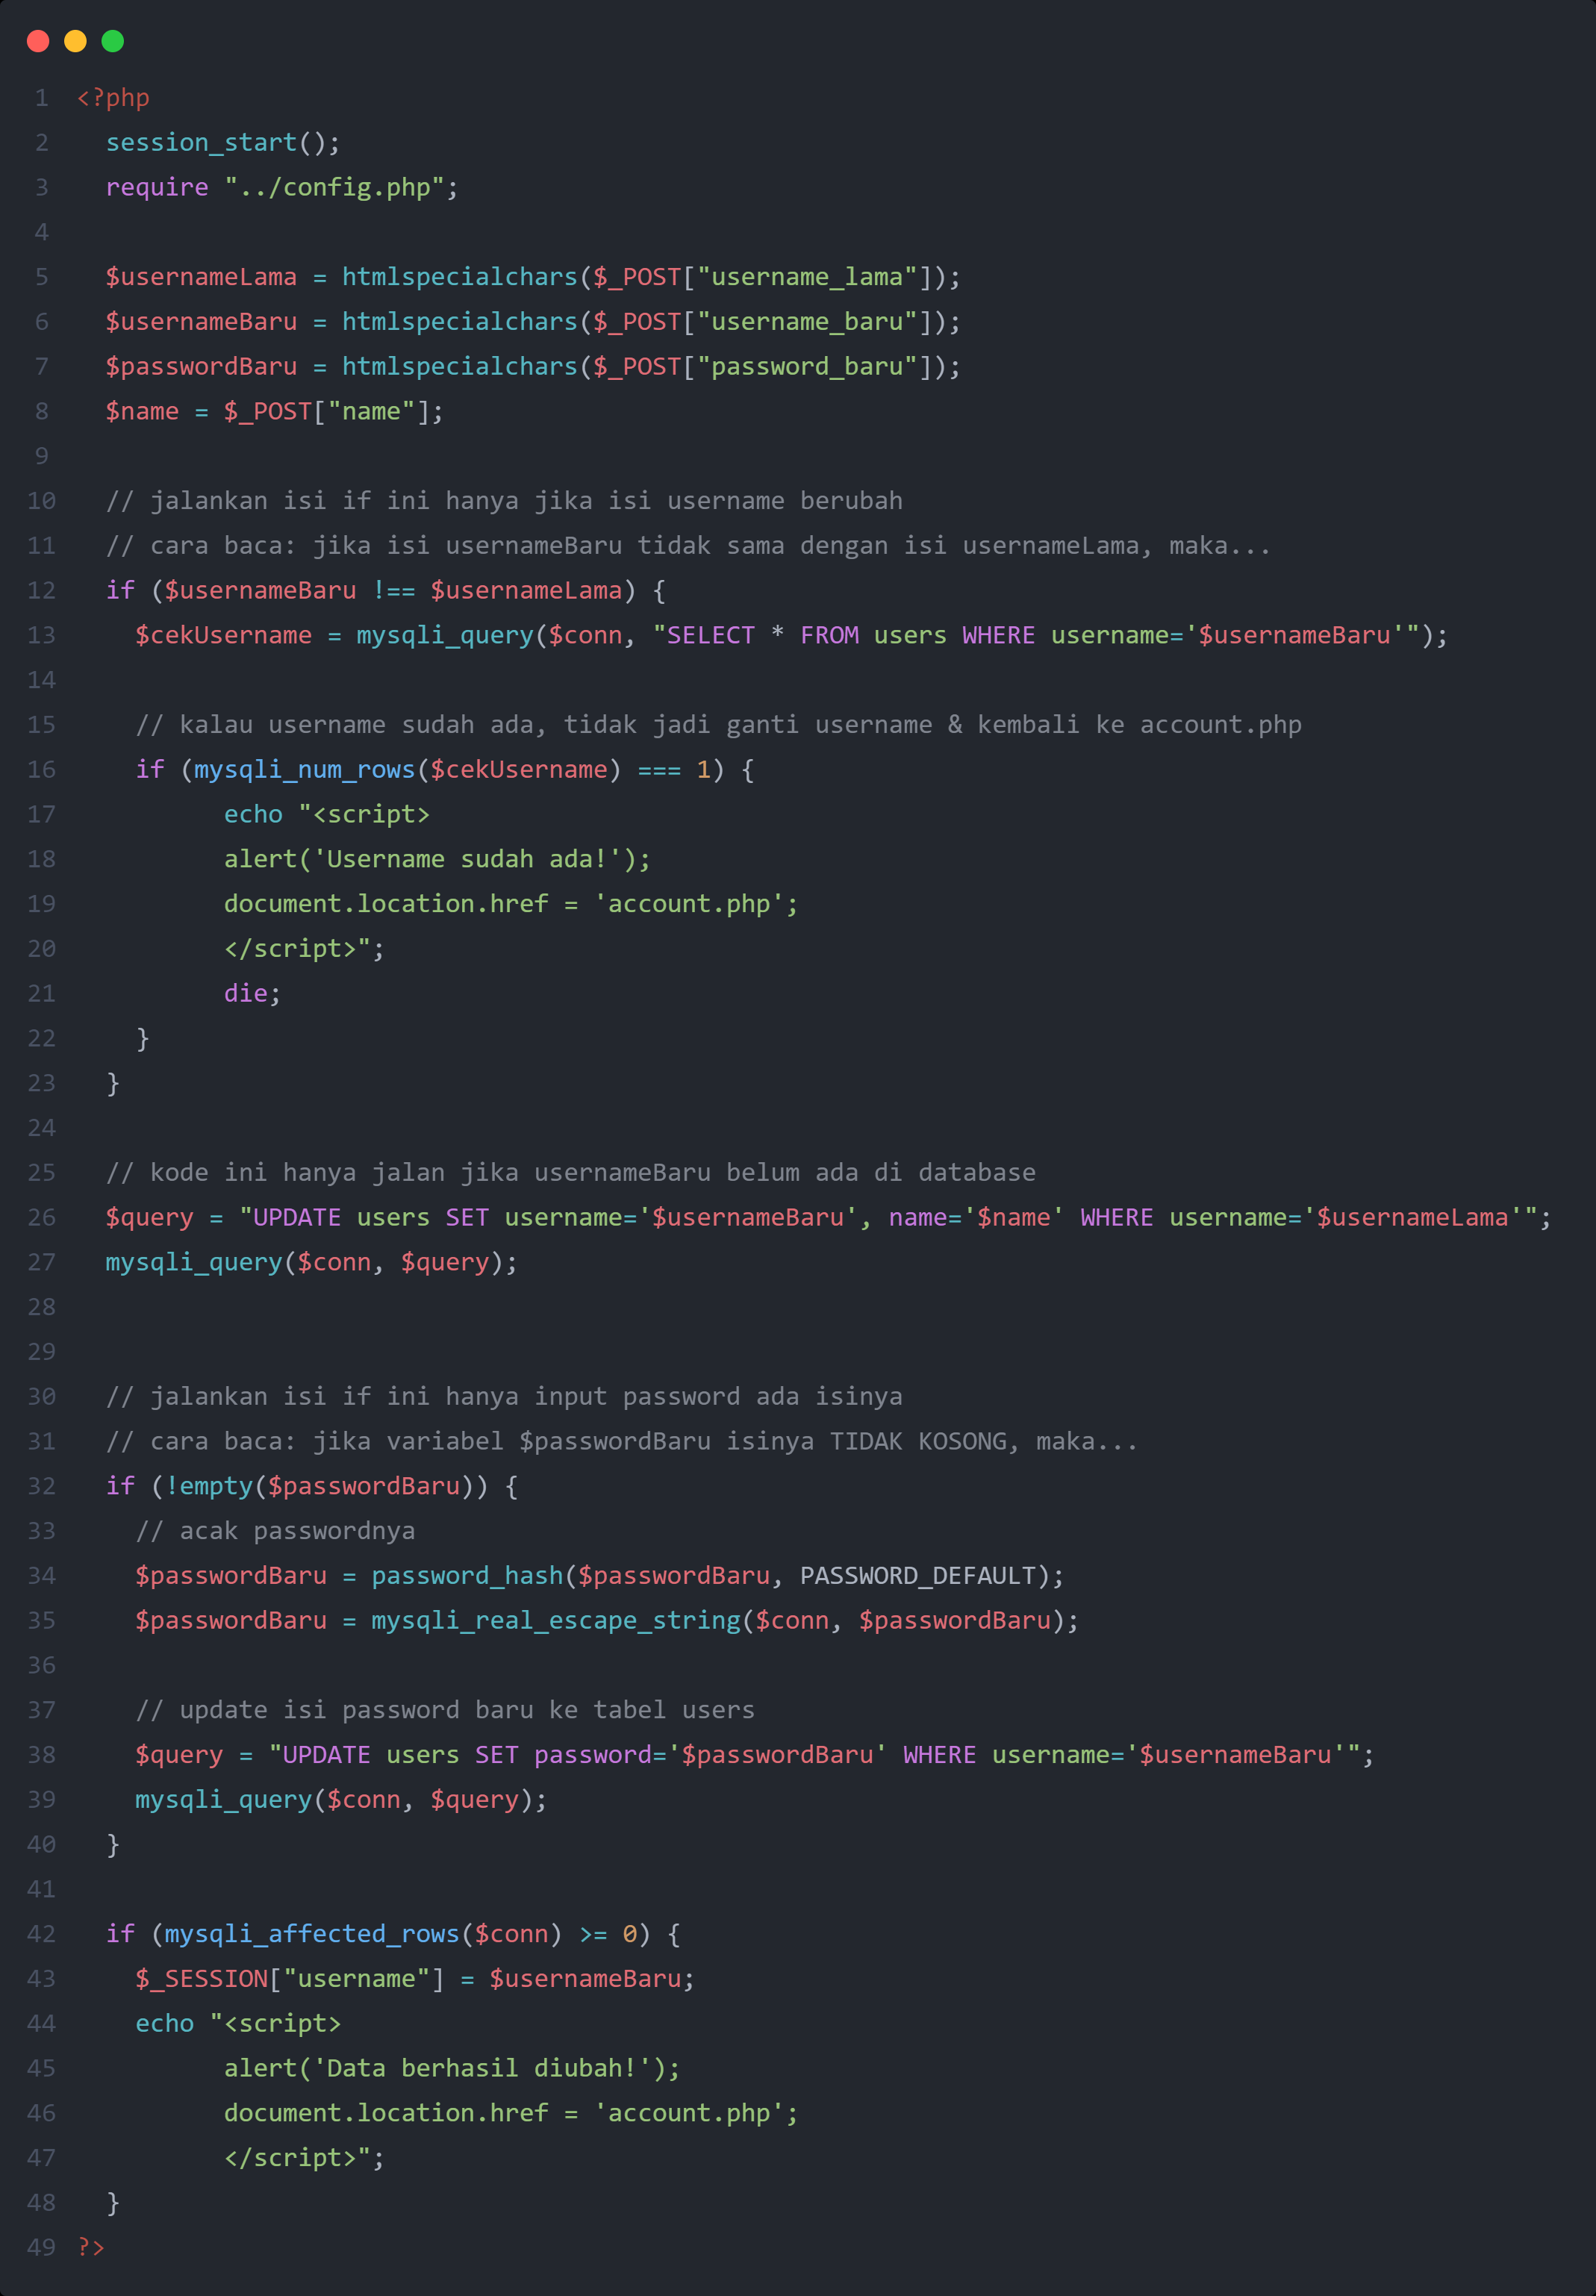 1 <?php
2 session_start();
3 require "../config.php";
4
5 $usernameLama = htmlspecialchars($_POST["username_lama"]);
6 $usernameBaru = htmlspecialchars($_POST["username_baru"]);
7 $passwordBaru = htmlspecialchars($_POST["password_baru"]);
8 $name = $_POST["name"];
9
10 // jalankan isi if ini hanya jika isi username berubah
11 // cara baca: jika isi usernameBaru tidak sama dengan isi usernameLama, maka...
12 if ($usernameBaru !== $usernameLama) {
13 $cekUsername = mysqli_query($conn, "SELECT * FROM users WHERE username='$usernameBaru'");
14
15 // kalau username sudah ada, tidak jadi ganti username & kembali ke account.php
16 if (mysqli_num_rows($cekUsername) === 1) {
17 echo "<script>
18 alert('Username sudah ada!');
19 document.location.href = 'account.php';
20 </script>";
21 die;
22 }
23 }
24
25 // kode ini hanya jalan jika usernameBaru belum ada di database
26 $query = "UPDATE users SET username='$usernameBaru', name='$name' WHERE username='$usernameLama'";
27 mysqli_query($conn, $query);
28
29
30 // jalankan isi if ini hanya input password ada isinya
31 // cara baca: jika variabel $passwordBaru isinya TIDAK KOSONG, maka...
32 if (!empty($passwordBaru)) {
33 // acak passwordnya
34 $passwordBaru = password_hash($passwordBaru, PASSWORD_DEFAULT);
35 $passwordBaru = mysqli_real_escape_string($conn, $passwordBaru);
36
37 // update isi password baru ke tabel users
38 $query = "UPDATE users SET password='$passwordBaru' WHERE username='$usernameBaru'";
39 mysqli_query($conn, $query);
40 }
41
42 if (mysqli_affected_rows($conn) >= 0) {
43 $_SESSION["username"] = $usernameBaru;
44 echo "<script>
45 alert('Data berhasil diubah!');
46 document.location.href = 'account.php';
47 </script>";
48 }
49 ?>